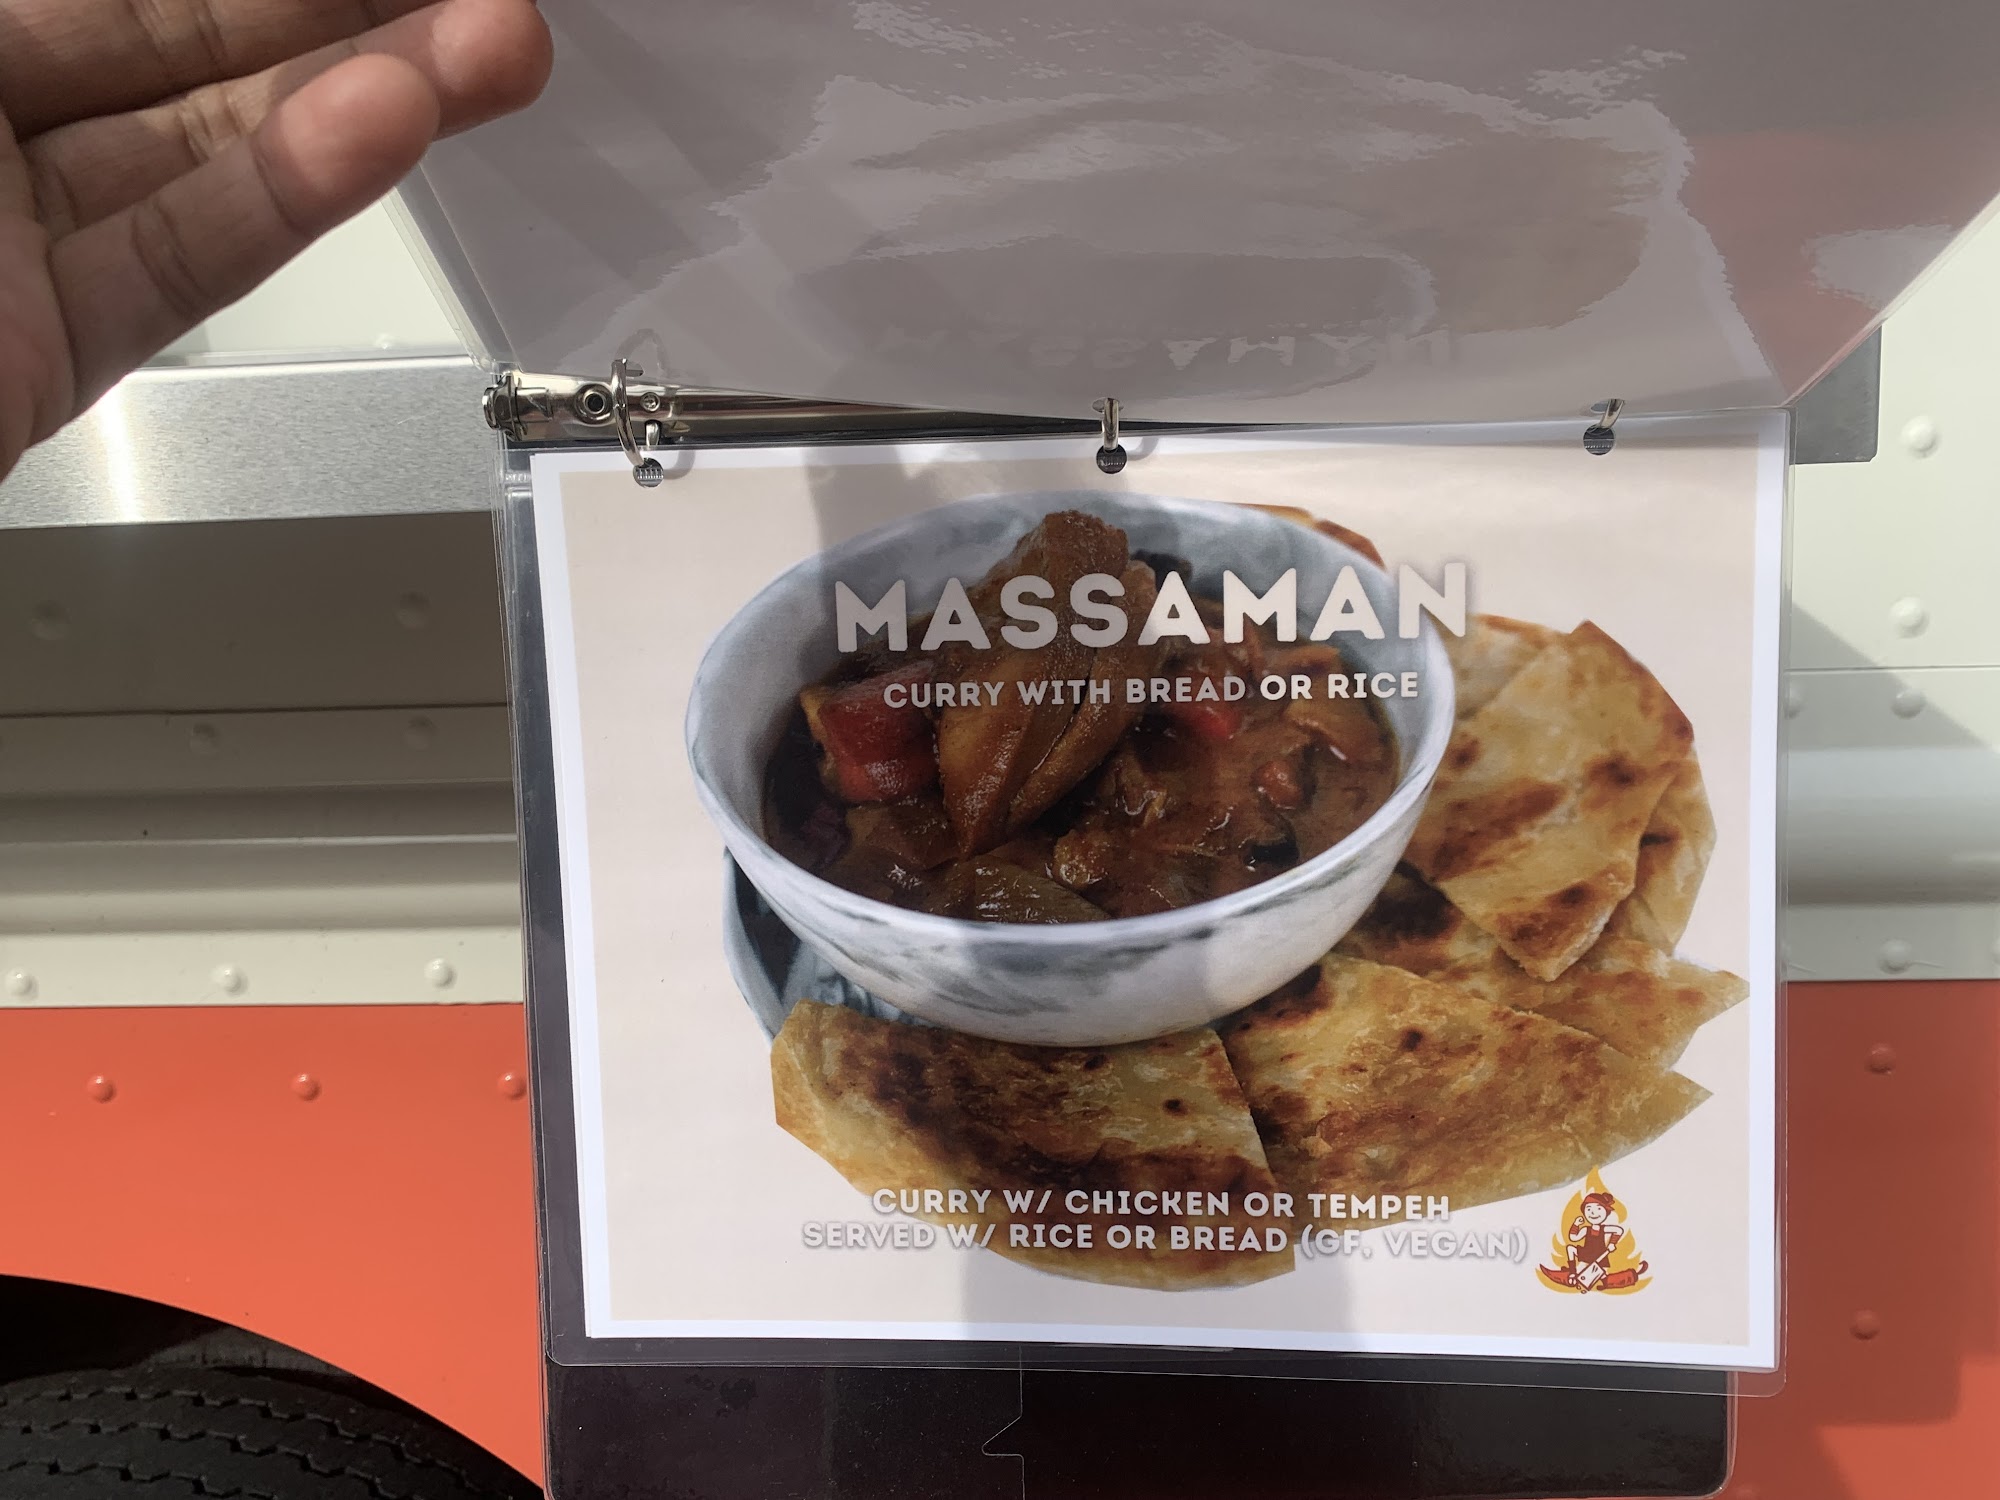 MASSAMAN
CURRY WITH BREAD OR RICE
CURRY W/ CHICKEN OR TEMPEH
SERVED W/ RICE OR BREAD (GF, VEGAN)